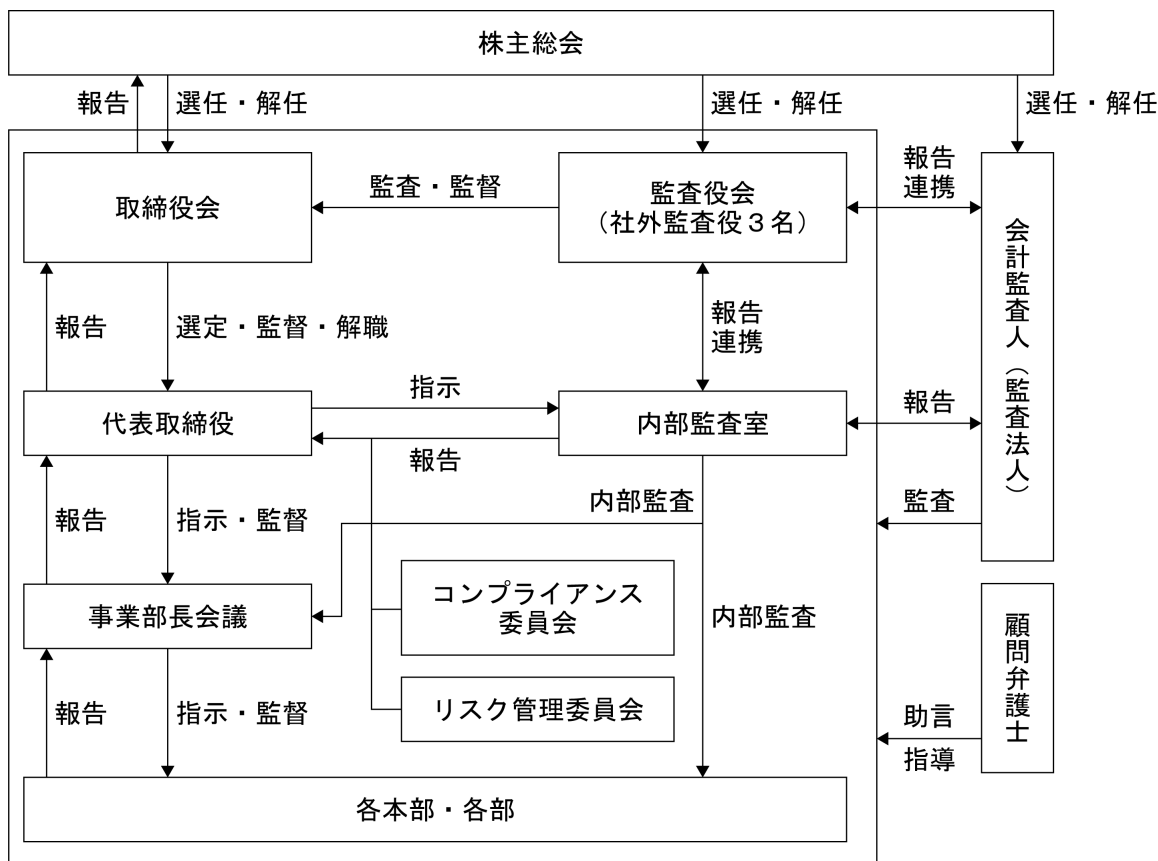 株主総会
報告
選任・解任
選任・解任
選任・解任
取締役会
監査・監督
監査役会
（社外監査役３名）
報告
連携
会計監査人（監査法人）
報告
選定・監督・解職
報告
連携
代表取締役
指示
報告
内部監査室
報告
報告
指示・監督
内部監査
監査
事業部長会議
コンプライアンス
委員会
内部監査
顧問弁護士
報告
指示・監督
リスク管理委員会
助言
指導
各本部・各部